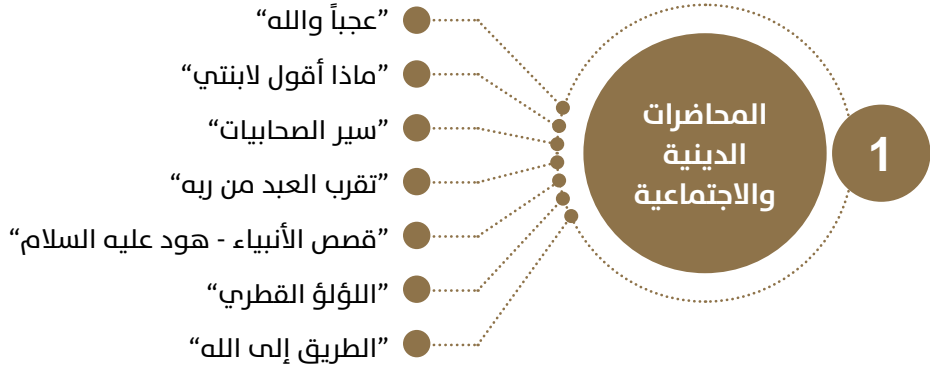 1
المحاضرات
الدينية
والاجتماعية
”عجباً والله“
”ماذا أقول لابنتي“
”سير الصحابيات“
”تقرب العبد من ربه“
”قصص الأنبياء - هود عليه السلام“
”اللؤلؤ القطري“
”الطريق إلى الله“